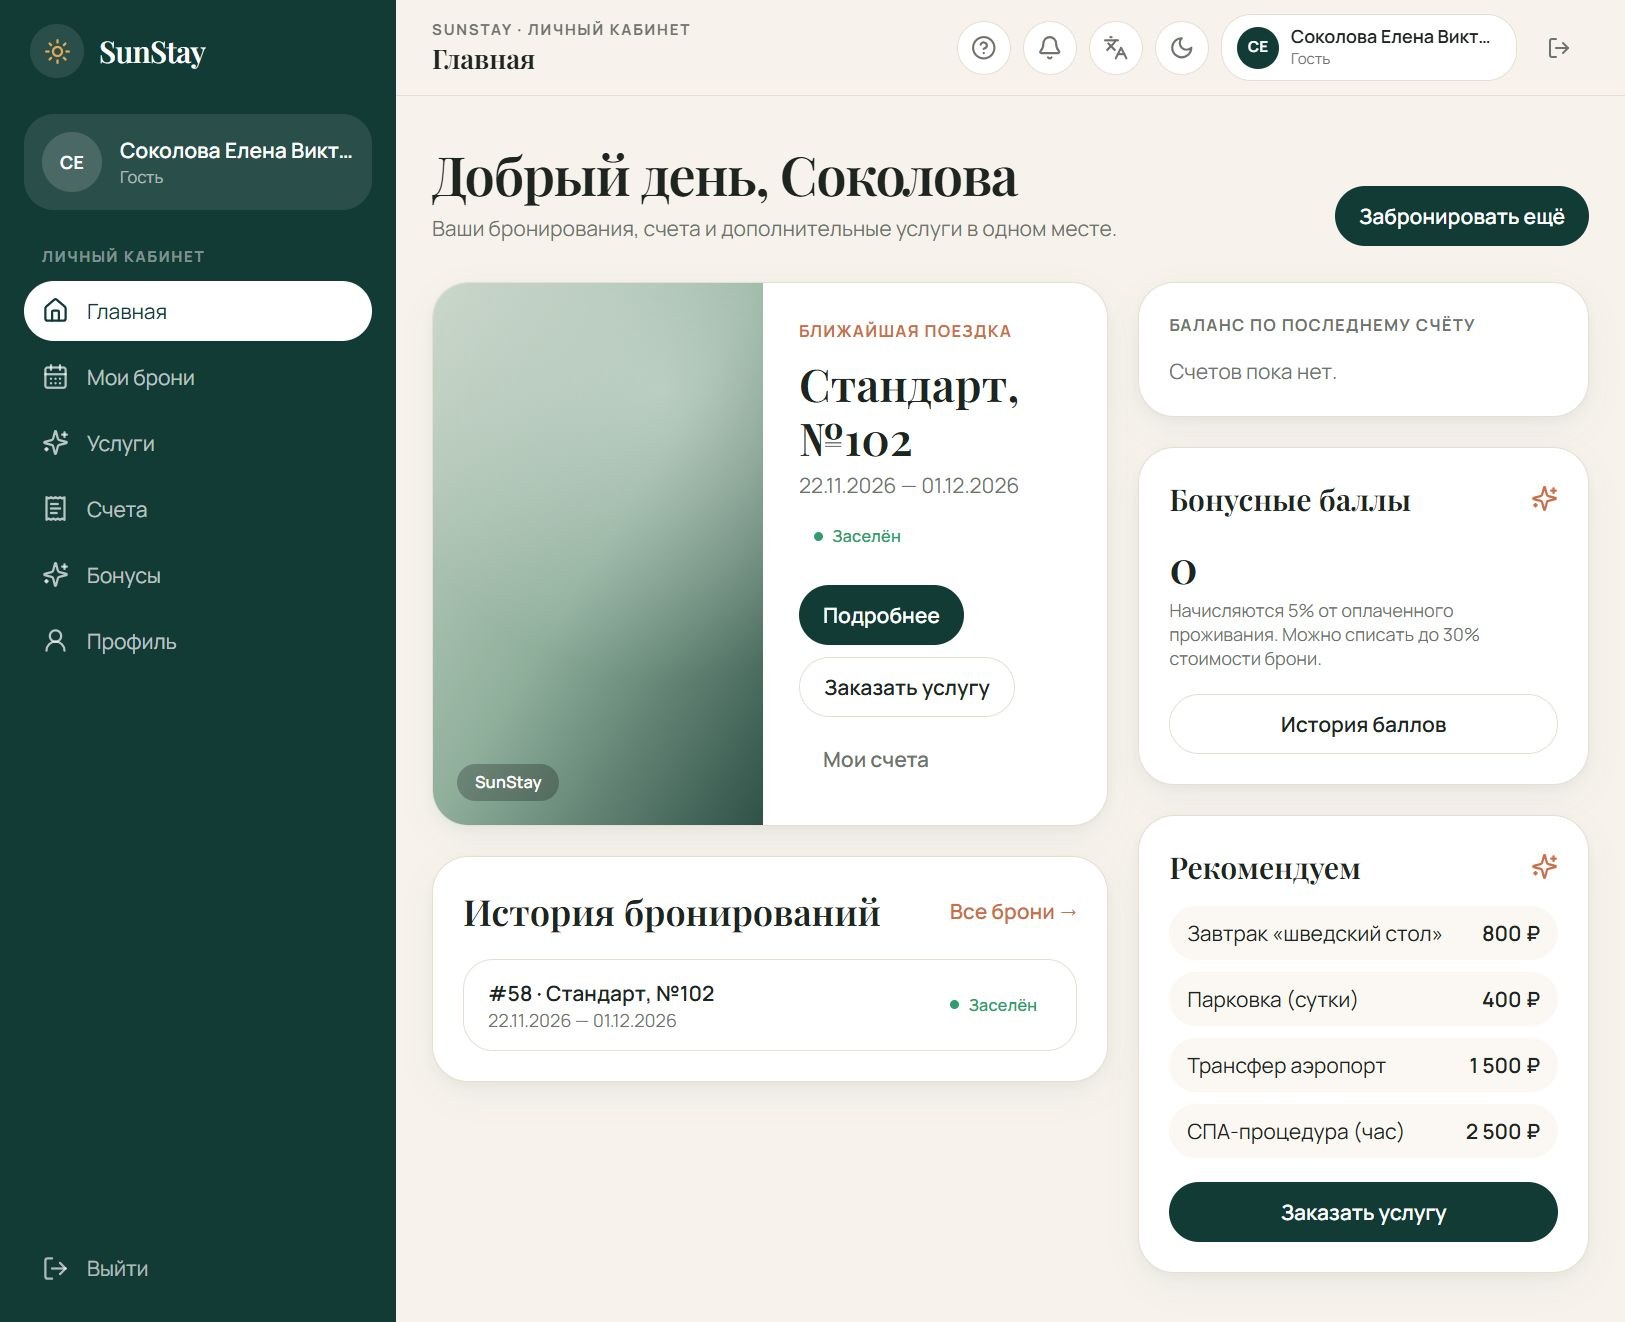 SunStay
СЕ
Соколова Елена Викт...
Гость
ЛИЧНЫЙ КАБИНЕТ
Главная
Мои брони
Услуги
Счета
Бонусы
Профиль
Выйти
SUNSTAY · ЛИЧНЫЙ КАБИНЕТ
Главная
СЕ
Соколова Елена Викт...
Гость
Добрый день, Соколова
Ваши бронирования, счета и дополнительные услуги в одном месте.
Забронировать ещё
SunStay
БЛИЖАЙШАЯ ПОЕЗДКА
Стандарт,
№102
22.11.2026 — 01.12.2026
Заселён
Подробнее
Заказать услугу
Мои счета
История бронирований
Все брони →
#58 · Стандарт, №102
22.11.2026 — 01.12.2026
Заселён
БАЛАНС ПО ПОСЛЕДНЕМУ СЧЁТУ
Счетов пока нет.
Бонусные баллы
0
Начисляются 5% от оплаченного
проживания. Можно списать до 30%
стоимости брони.
История баллов
Рекомендуем
Завтрак «шведский стол» 800 ₽
Парковка (сутки) 400 ₽
Трансфер аэропорт 1 500 ₽
СПА-процедура (час) 2 500 ₽
Заказать услугу